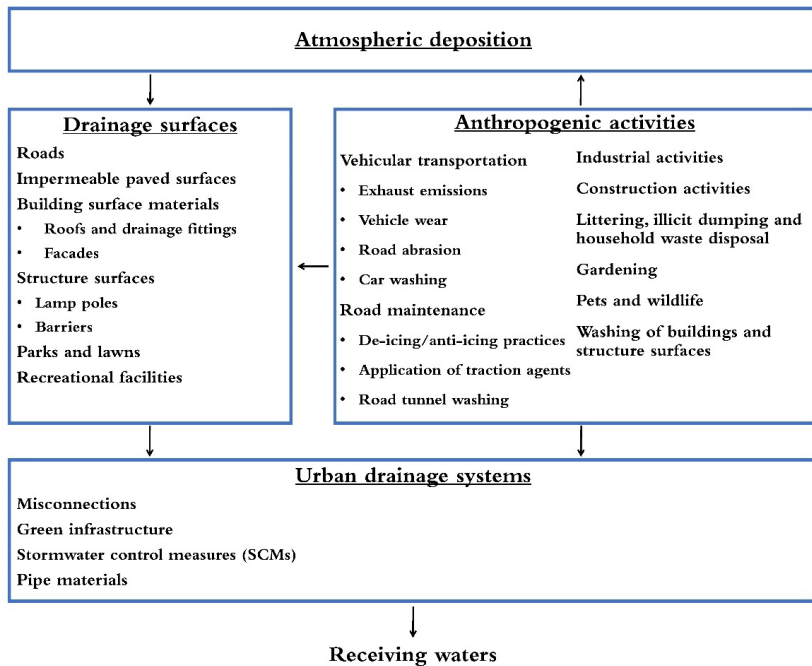 Atmospheric deposition
Drainage surfaces
Roads
Impermeable paved surfaces
Building surface materials
• Roofs and drainage fittings
• Facades
Structure surfaces
• Lamp poles
• Barriers
Parks and lawns
Recreational facilities
Anthropogenic activities
Vehicular transportation
• Exhaust emissions
• Vehicle wear
• Road abrasion
• Car washing
Road maintenance
• De-icing/anti-icing practices
• Application of traction agents
• Road tunnel washing
Industrial activities
Construction activities
Littering, illicit dumping and
household waste disposal
Gardening
Pets and wildlife
Washing of buildings and
structure surfaces
Urban drainage systems
Misconnections
Green infrastructure
Stormwater control measures (SCMs)
Pipe materials
Receiving waters